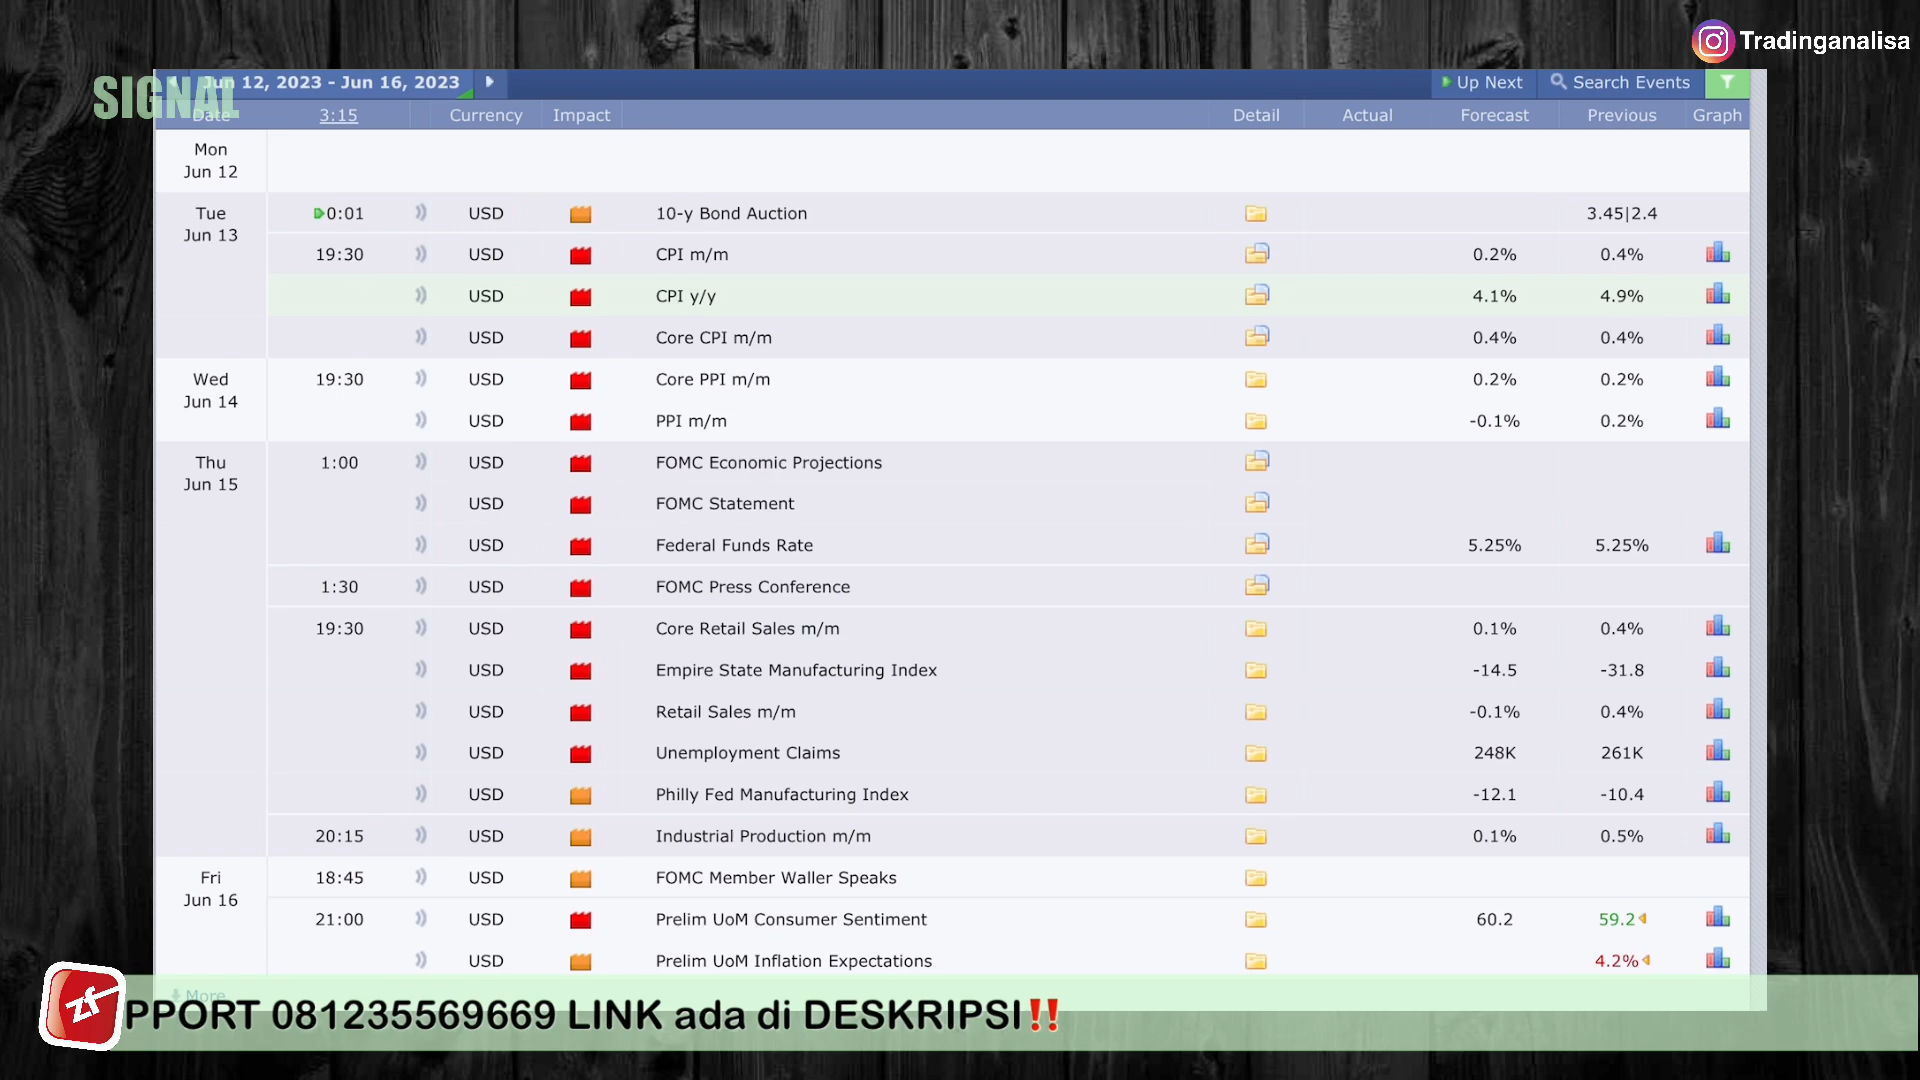 Tradinganalisa
SIGNAL
Jun 12, 2023 - Jun 16, 2023 Up Next Search Events
Date 3:15 Currency Impact Detail Actual Forecast Previous Graph
Mon
Jun 12
Tue
Jun 13
0:01 USD 10-y Bond Auction 3.45|2.4
19:30 USD CPI m/m 0.2% 0.4%
USD CPI y/y 4.1% 4.9%
USD Core CPI m/m 0.4% 0.4%
Wed
Jun 14
19:30 USD Core PPI m/m 0.2% 0.2%
USD PPI m/m -0.1% 0.2%
Thu
Jun 15
1:00 USD FOMC Economic Projections
USD FOMC Statement
USD Federal Funds Rate 5.25% 5.25%
1:30 USD FOMC Press Conference
19:30 USD Core Retail Sales m/m 0.1% 0.4%
USD Empire State Manufacturing Index -14.5 -31.8
USD Retail Sales m/m -0.1% 0.4%
USD Unemployment Claims 248K 261K
USD Philly Fed Manufacturing Index -12.1 -10.4
20:15 USD Industrial Production m/m 0.1% 0.5%
Fri
Jun 16
18:45 USD FOMC Member Waller Speaks
21:00 USD Prelim UoM Consumer Sentiment 60.2 59.2
USD Prelim UoM Inflation Expectations 4.2%
More
zf
PPORT 081235569669 LINK ada di DESKRIPSI‼️